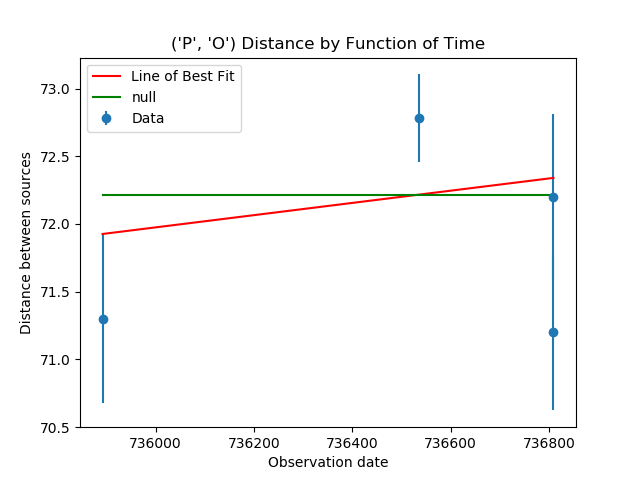 ('P', 'O') Distance by Function of Time
Line of Best Fit
null
Data
Distance between sources
73.0
72.5
72.0
71.5
71.0
70.5
736000 736200 736400 736600 736800
Observation date